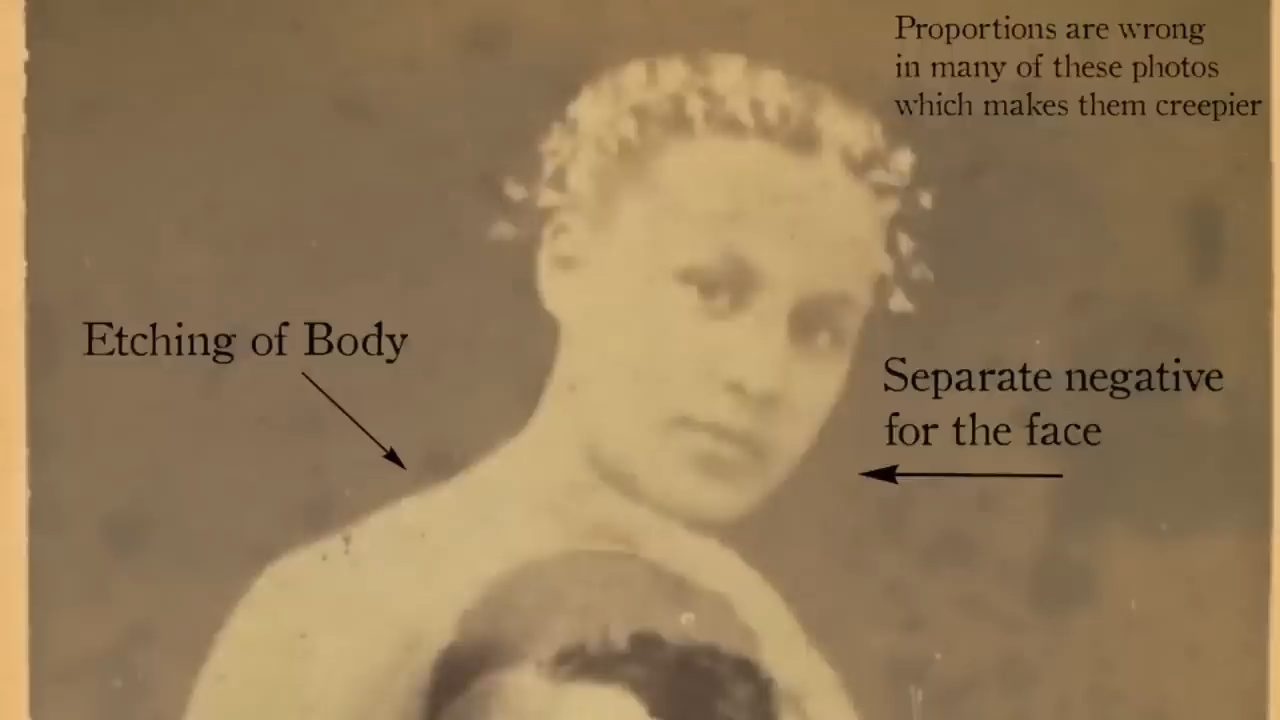 Proportions are wrong
in many of these photos
which makes them creepier
Etching of Body
Separate negative
for the face